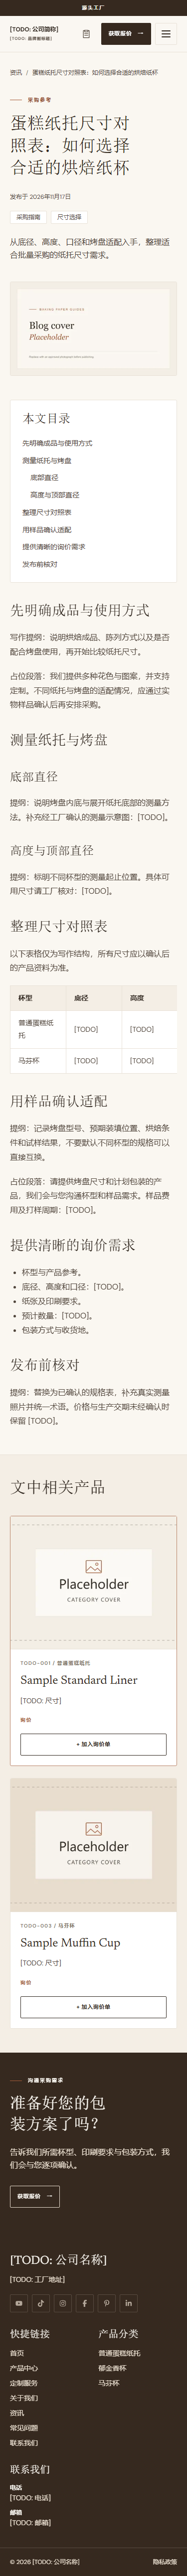 源头工厂
[TODO: 公司简称]
[TODO: 品牌副标题]
获取报价 →
资讯 / 蛋糕纸托尺寸对照表：如何选择合适的烘焙纸杯
采购参考
蛋糕纸托尺寸对
照表：如何选择
合适的烘焙纸杯
发布于 2026年11月17日
采购指南 尺寸选择
从底径、高度、口径和烤盘适配入手，整理适
合批量采购的纸托尺寸需求。
BAKING PAPER GUIDES
Blog cover
Placeholder
本文目录
先明确成品与使用方式
测量纸托与烤盘
底部直径
高度与顶部直径
整理尺寸对照表
用样品确认适配
提供清晰的询价需求
发布前核对
先明确成品与使用方式
写作提纲：说明烘焙成品、陈列方式以及是否
配合烤盘使用，再开始比较纸托尺寸。
占位段落：我们提供多种花色与图案，并支持
定制。不同纸托与烤盘的适配情况，应通过实
物样品确认后再安排采购。
测量纸托与烤盘
底部直径
提纲：说明烤盘内底与展开纸托底部的测量方
法。补充经工厂确认的测量示意图：[TODO]。
高度与顶部直径
提纲：标明不同杯型的测量起止位置。具体可
用尺寸请工厂核对：[TODO]。
整理尺寸对照表
以下表格仅为写作结构，所有尺寸应以确认后
的产品资料为准。
杯型 底径 高度
普通蛋糕纸
托 [TODO] [TODO]
马芬杯 [TODO] [TODO]
用样品确认适配
提纲：记录烤盘型号、预期装填位置、烘焙条
件和试样结果，不要默认不同杯型的规格可以
直接互换。
占位段落：请提供烤盘尺寸和计划包装的产
品，我们会与您沟通杯型和样品需求。样品费
用及打样周期：[TODO]。
提供清晰的询价需求
• 杯型与产品参考。
• 底径、高度和口径：[TODO]。
• 纸张及印刷要求。
• 预计数量：[TODO]。
• 包装方式与收货地。
发布前核对
提纲：替换为已确认的规格表，补充真实测量
照片并统一术语。价格与生产交期未经确认时
保留 [TODO]。
文中相关产品
Placeholder
CATEGORY COVER
TODO-001 / 普通蛋糕纸托
Sample Standard Liner
[TODO: 尺寸]
询价
+ 加入询价单
Placeholder
CATEGORY COVER
TODO-003 / 马芬杯
Sample Muffin Cup
[TODO: 尺寸]
询价
+ 加入询价单
沟通采购需求
准备好您的包
装方案了吗？
告诉我们所需杯型、印刷要求与包装方式，我
们会与您逐项确认。
获取报价 →
[TODO: 公司名称]
[TODO: 工厂地址]
快捷链接
首页
产品中心
定制服务
关于我们
资讯
常见问题
联系我们
产品分类
普通蛋糕纸托
郁金香杯
马芬杯
联系我们
电话
[TODO: 电话]
邮箱
[TODO: 邮箱]
© 2026 [TODO: 公司名称] 隐私政策